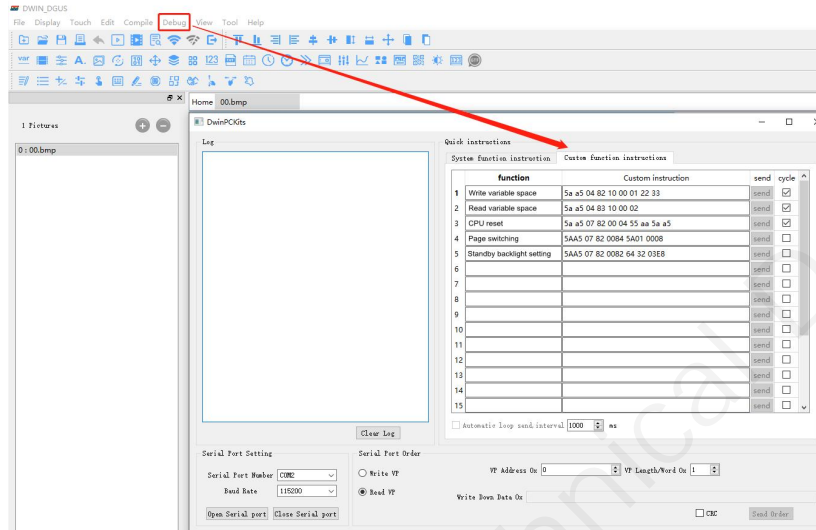 DWIN_DGUS
File Display Touch Edit Compile Debug View Tool Help
Home 00.bmp
1 Pictures
0 : 00.bmp
DwinPCKits
Log
Quick instructions
System function instruction Custom function instructions
function Custom instruction send cycle
1 Write variable space 5a a5 04 82 10 00 01 22 33 send
2 Read variable space 5a a5 04 83 10 00 02 send
3 CPU reset 5a a5 07 82 00 04 55 aa 5a a5 send
4 Page switching 5AA5 07 82 0084 5A01 0008 send
5 Standby backlight setting 5AA5 07 82 0082 64 32 03E8 send
6 send
7 send
8 send
9 send
10 send
11 send
12 send
13 send
14 send
15 send
Automatic loop send,interval 1000 ms
Clear Log
Serial Port Setting
Serial Port Number COM2
Baud Rate 115200
Open Serial port Close Serial port
Serial Port Order
Write VP
Read VP
VP Address 0x 0 VP Length/Word 0x 1
Write Down Data 0x
CRC Send Order